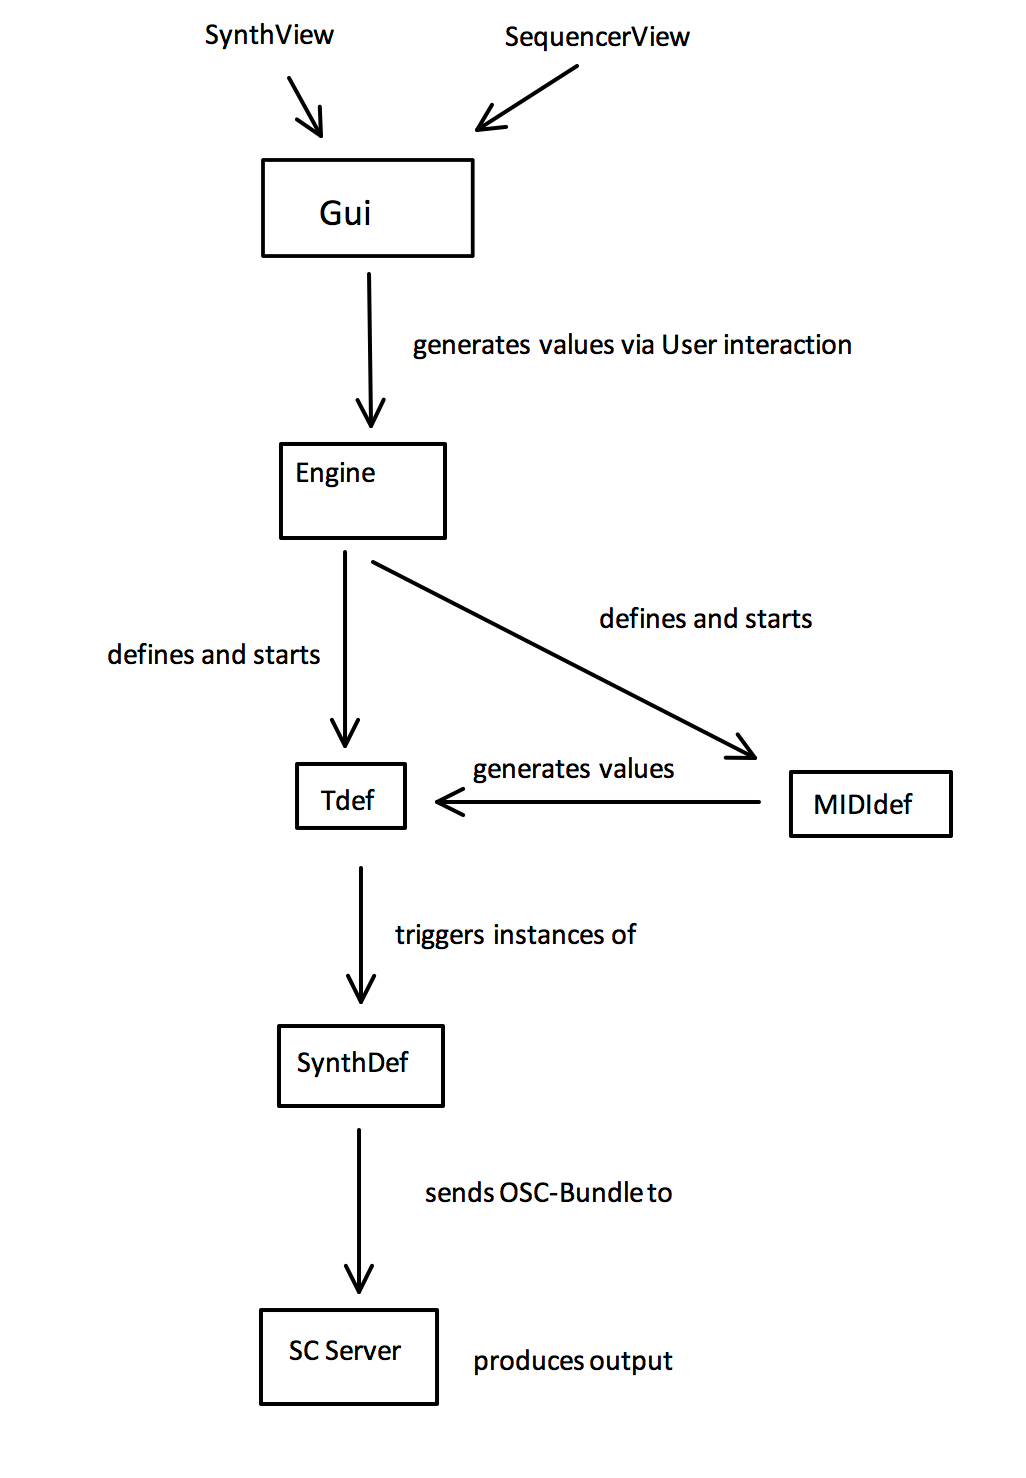 SynthView
SequencerView
Gui
generates values via User interaction
Engine
defines and starts
defines and starts
generates values
Tdef
MIDIdef
triggers instances of
SynthDef
sends OSC-Bundle to
SC Server
produces output